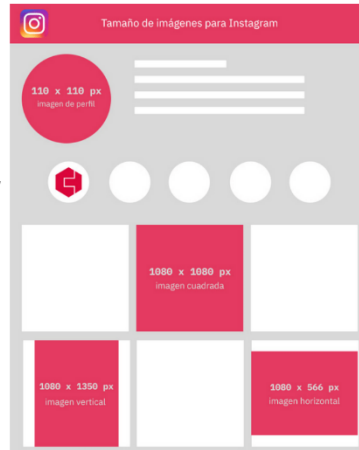 Tamaño de imágenes para Instagram
110 x 110 px
imagen de perfil
1080 x 1080 px
imagen cuadrada
1080 x 1350 px
imagen vertical
1080 x 566 px
imagen horizontal